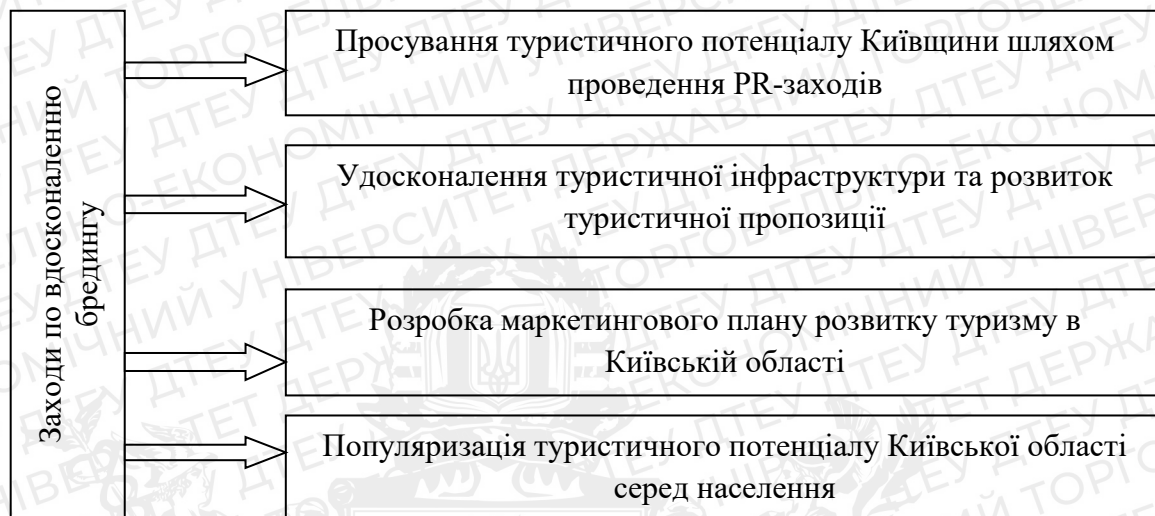 Заходи по вдосконаленню
бредингу
Просування туристичного потенціалу Київщини шляхом
проведення PR-заходів
Удосконалення туристичної інфраструктури та розвиток
туристичної пропозиції
Розробка маркетингового плану розвитку туризму в
Київській області
Популяризація туристичного потенціалу Київської області
серед населення